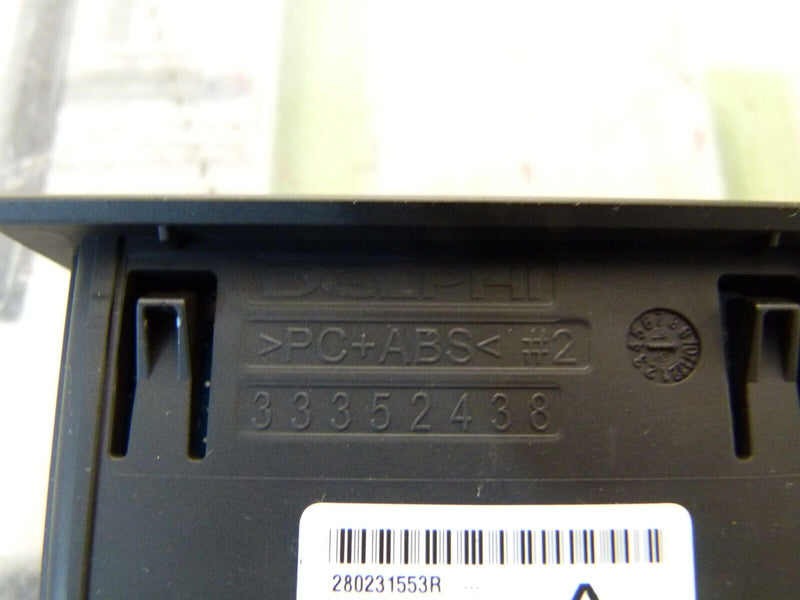 DELPHI
>PC+ABS< #2
33352438
280231553R
A